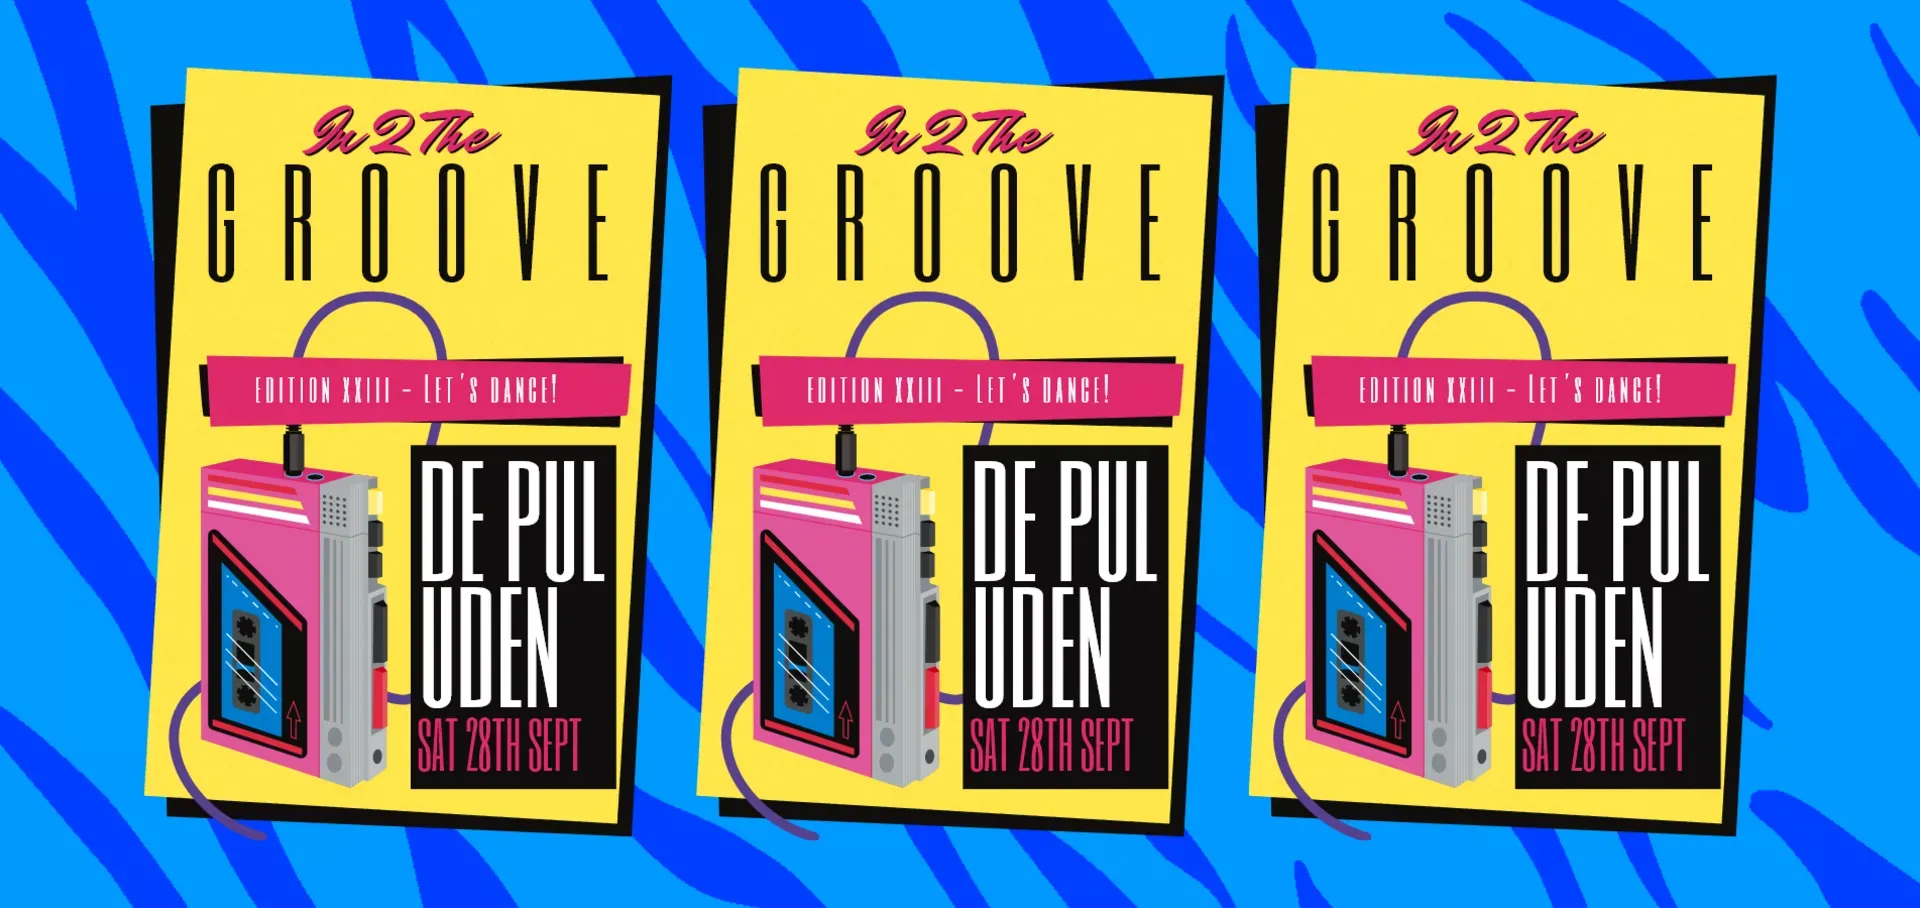 In 2 The
GROOVE
EDITION XXIII - LET'S DANCE!
DE PUL
UDEN
SAT 28TH SEPT
In 2 The
GROOVE
EDITION XXIII - LET'S DANCE!
DE PUL
UDEN
SAT 28TH SEPT
In 2 The
GROOVE
EDITION XXIII - LET'S DANCE!
DE PUL
UDEN
SAT 28TH SEPT